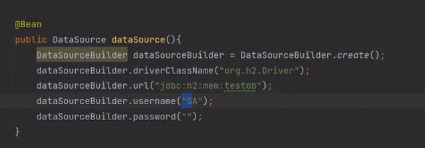 @Bean
public DataSource dataSource(){
DataSourceBuilder dataSourceBuilder = DataSourceBuilder.create();
dataSourceBuilder.driverClassName("org.h2.Driver");
dataSourceBuilder.url("jdbc:h2:mem:testdb");
dataSourceBuilder.username("SA");
dataSourceBuilder.password("");
}